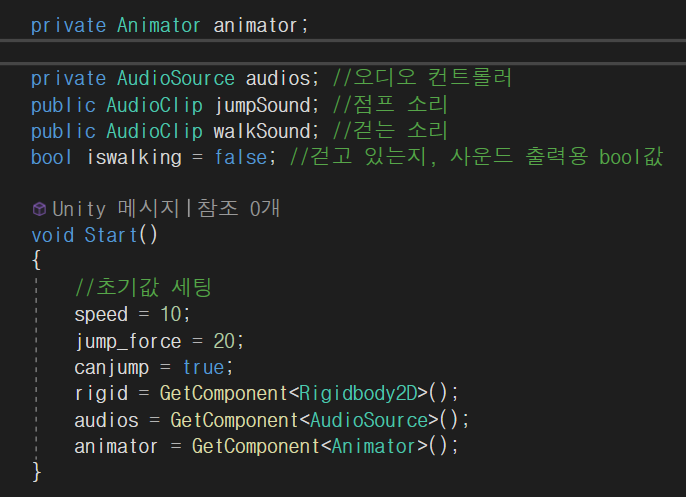 private Animator animator;
private AudioSource audios; //오디오 컨트롤러
public AudioClip jumpSound; //점프 소리
public AudioClip walkSound; //걷는 소리
bool iswalking = false; //걷고 있는지, 사운드 출력용 bool값
Unity 메시지|참조 0개
void Start()
{
//초기값 세팅
speed = 10;
jump_force = 20;
canjump = true;
rigid = GetComponent<Rigidbody2D>();
audios = GetComponent<AudioSource>();
animator = GetComponent<Animator>();
}